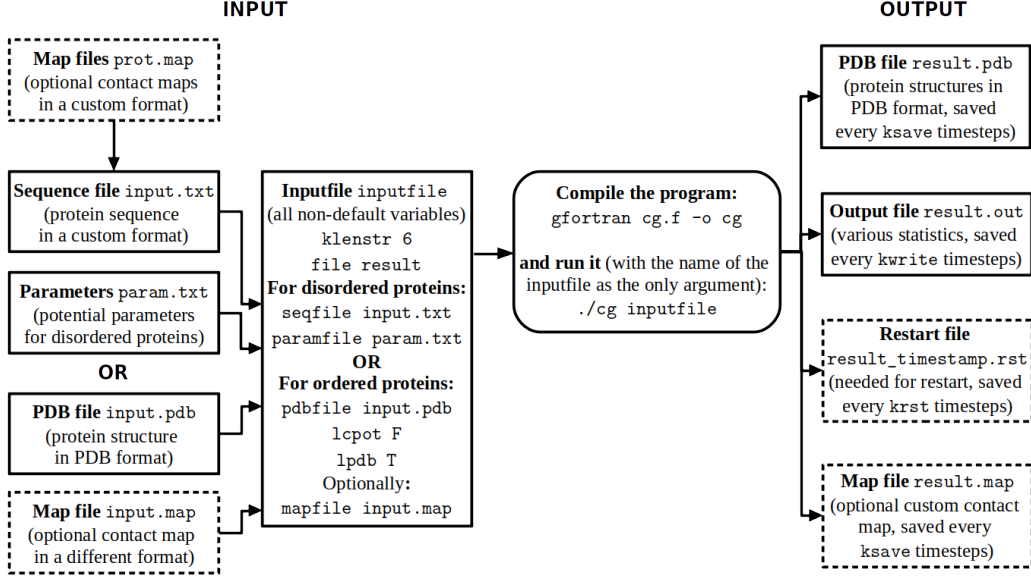 INPUT
Map files prot.map
(optional contact maps
in a custom format)
Sequence file input.txt
(protein sequence
in a custom format)
Parameters param.txt
(potential parameters
for disordered proteins)
OR
PDB file input.pdb
(protein structure
in PDB format)
Map file input.map
(optional contact map
in a different format)
Inputfile inputfile
(all non-default variables)
klenstr 6
file result
For disordered proteins:
seqfile input.txt
paramfile param.txt
OR
For ordered proteins:
pdbfile input.pdb
lcpot F
lpdb T
Optionally:
mapfile input.map
Compile the program:
gfortran cg.f -o cg
and run it (with the name of the
inputfile as the only argument):
./cg inputfile
OUTPUT
PDB file result.pdb
(protein structures in
PDB format, saved
every ksave timesteps)
Output file result.out
(various statistics, saved
every kwrite timesteps)
Restart file
result_timestamp.rst
(needed for restart, saved
every krst timesteps)
Map file result.map
(optional custom contact
map, saved every
ksave timesteps)